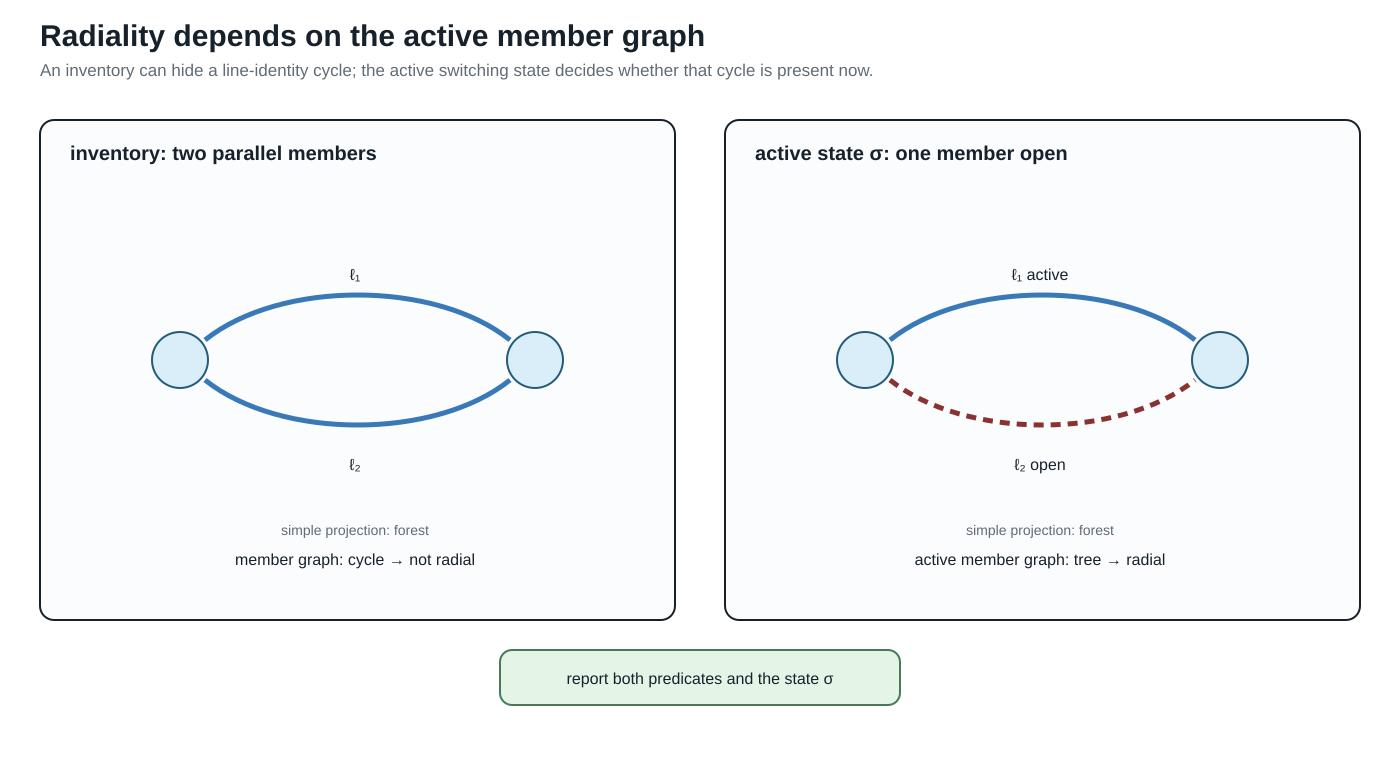 Radiality depends on the active member graph
An inventory can hide a line-identity cycle; the active switching state decides whether that cycle is present now.
inventory: two parallel members
ℓ₁
ℓ₂
simple projection: forest
member graph: cycle → not radial
active state σ: one member open
ℓ₁ active
ℓ₂ open
simple projection: forest
active member graph: tree → radial
report both predicates and the state σ